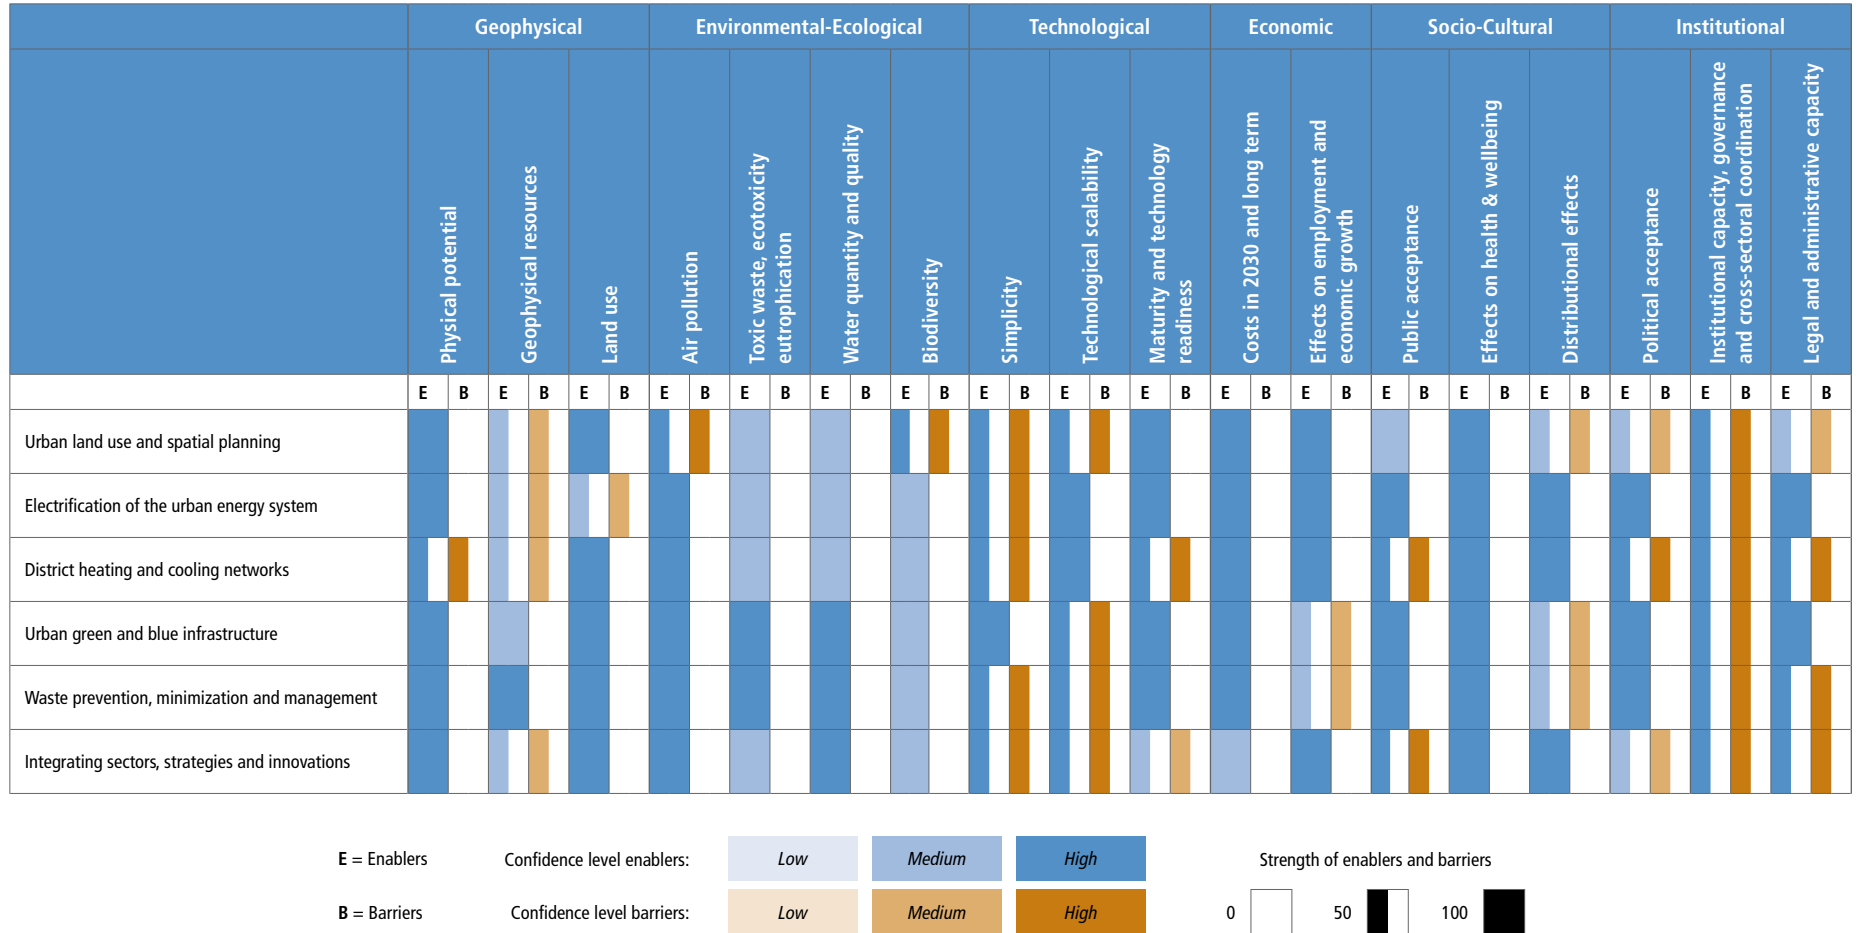 Geophysical Environmental-Ecological Technological Economic Socio-Cultural Institutional
Physical potential
Geophysical resources
Land use
Air pollution
Toxic waste, ecotoxicity
eutrophication
Water quantity and quality
Biodiversity
Simplicity
Technological scalability
Maturity and technology
readiness
Costs in 2030 and long term
Effects on employment and
economic growth
Public acceptance
Effects on health & wellbeing
Distributional effects
Political acceptance
Institutional capacity, governance
and cross-sectoral coordination
Legal and administrative capacity
E B E B E B E B E B E B E B E B E B E B E B E B E B E B E B E B E B E B
Urban land use and spatial planning
Electrification of the urban energy system
District heating and cooling networks
Urban green and blue infrastructure
Waste prevention, minimization and management
Integrating sectors, strategies and innovations
E = Enablers Confidence level enablers: Low Medium High Strength of enablers and barriers
B = Barriers Confidence level barriers: Low Medium High 0 50 100